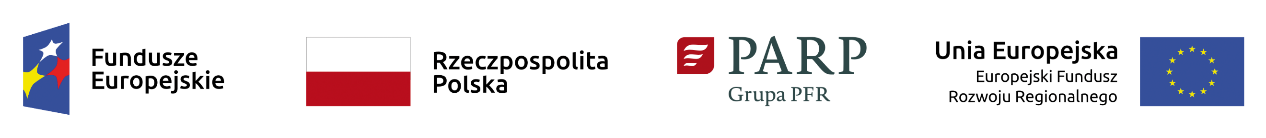 Fundusze
Europejskie
Rzeczpospolita
Polska
PARP
Grupa PFR
Unia Europejska
Europejski Fundusz
Rozwoju Regionalnego